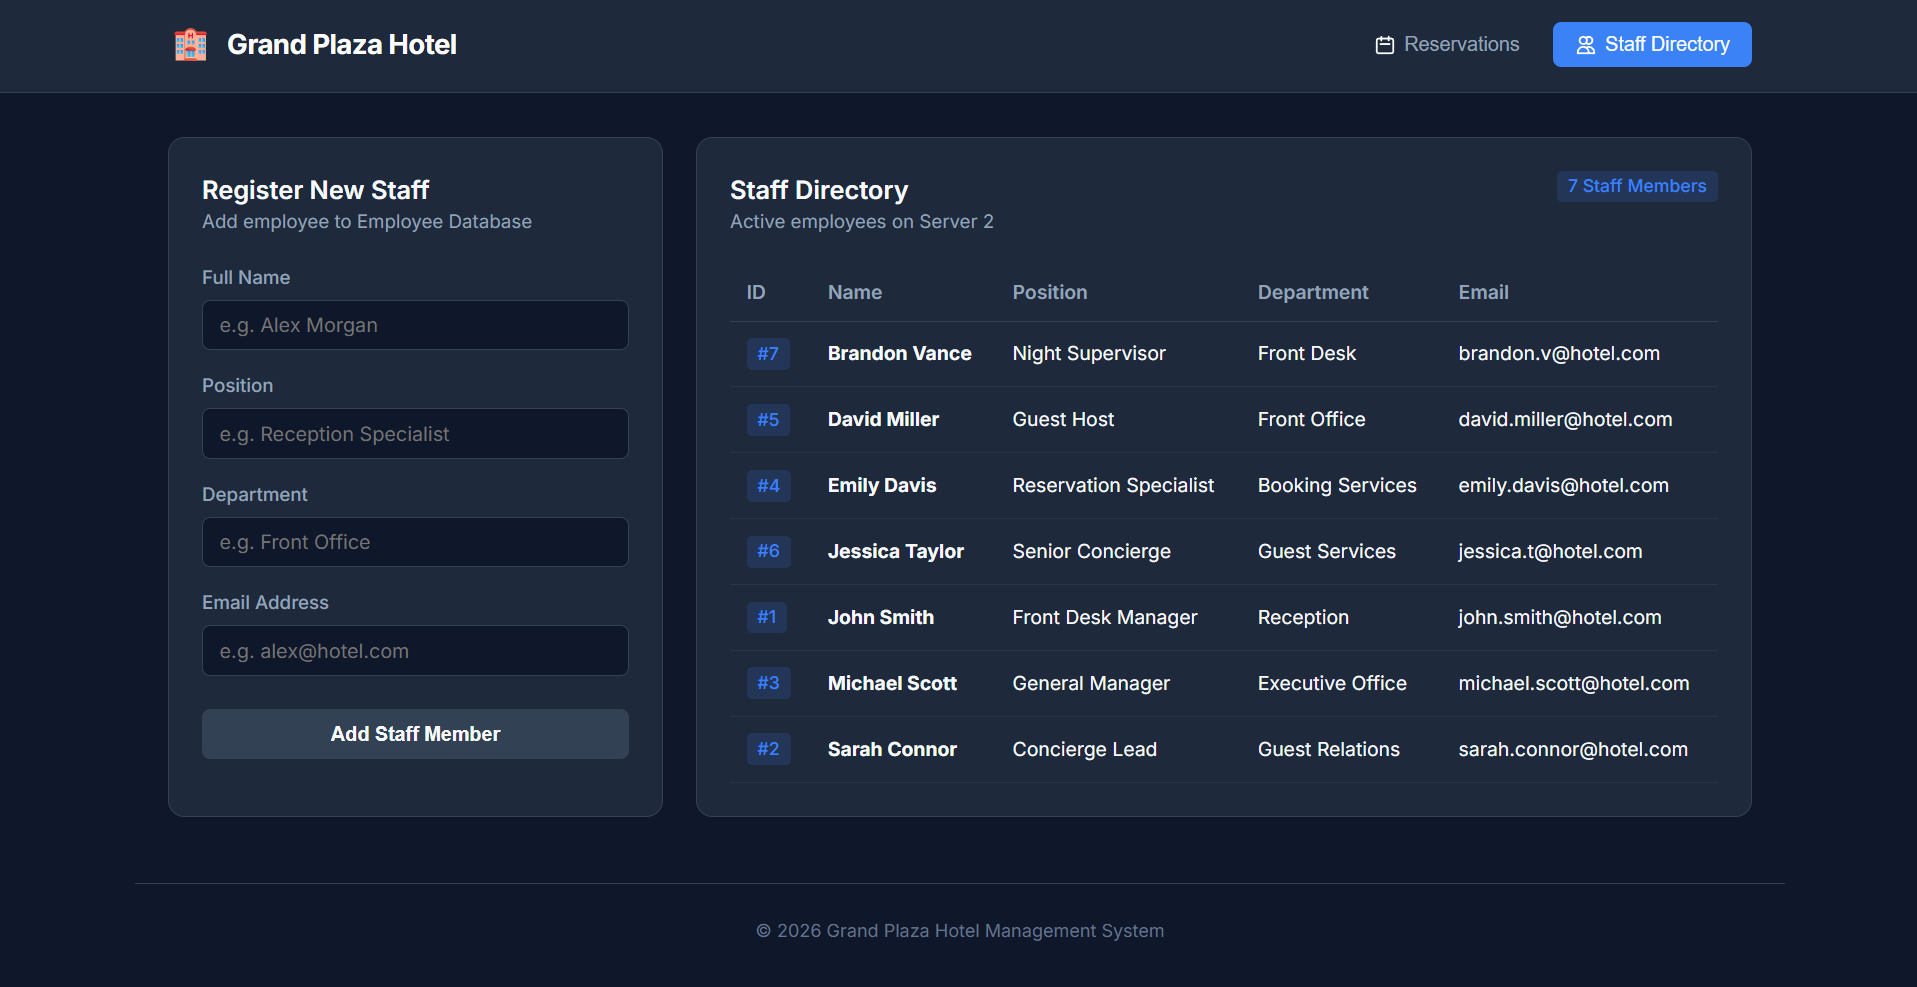 Grand Plaza Hotel
Reservations
Staff Directory
Register New Staff
Add employee to Employee Database
Full Name
e.g. Alex Morgan
Position
e.g. Reception Specialist
Department
e.g. Front Office
Email Address
e.g. alex@hotel.com
Add Staff Member
Staff Directory
7 Staff Members
Active employees on Server 2
ID Name Position Department Email
#7 Brandon Vance Night Supervisor Front Desk brandon.v@hotel.com
#5 David Miller Guest Host Front Office david.miller@hotel.com
#4 Emily Davis Reservation Specialist Booking Services emily.davis@hotel.com
#6 Jessica Taylor Senior Concierge Guest Services jessica.t@hotel.com
#1 John Smith Front Desk Manager Reception john.smith@hotel.com
#3 Michael Scott General Manager Executive Office michael.scott@hotel.com
#2 Sarah Connor Concierge Lead Guest Relations sarah.connor@hotel.com
© 2026 Grand Plaza Hotel Management System